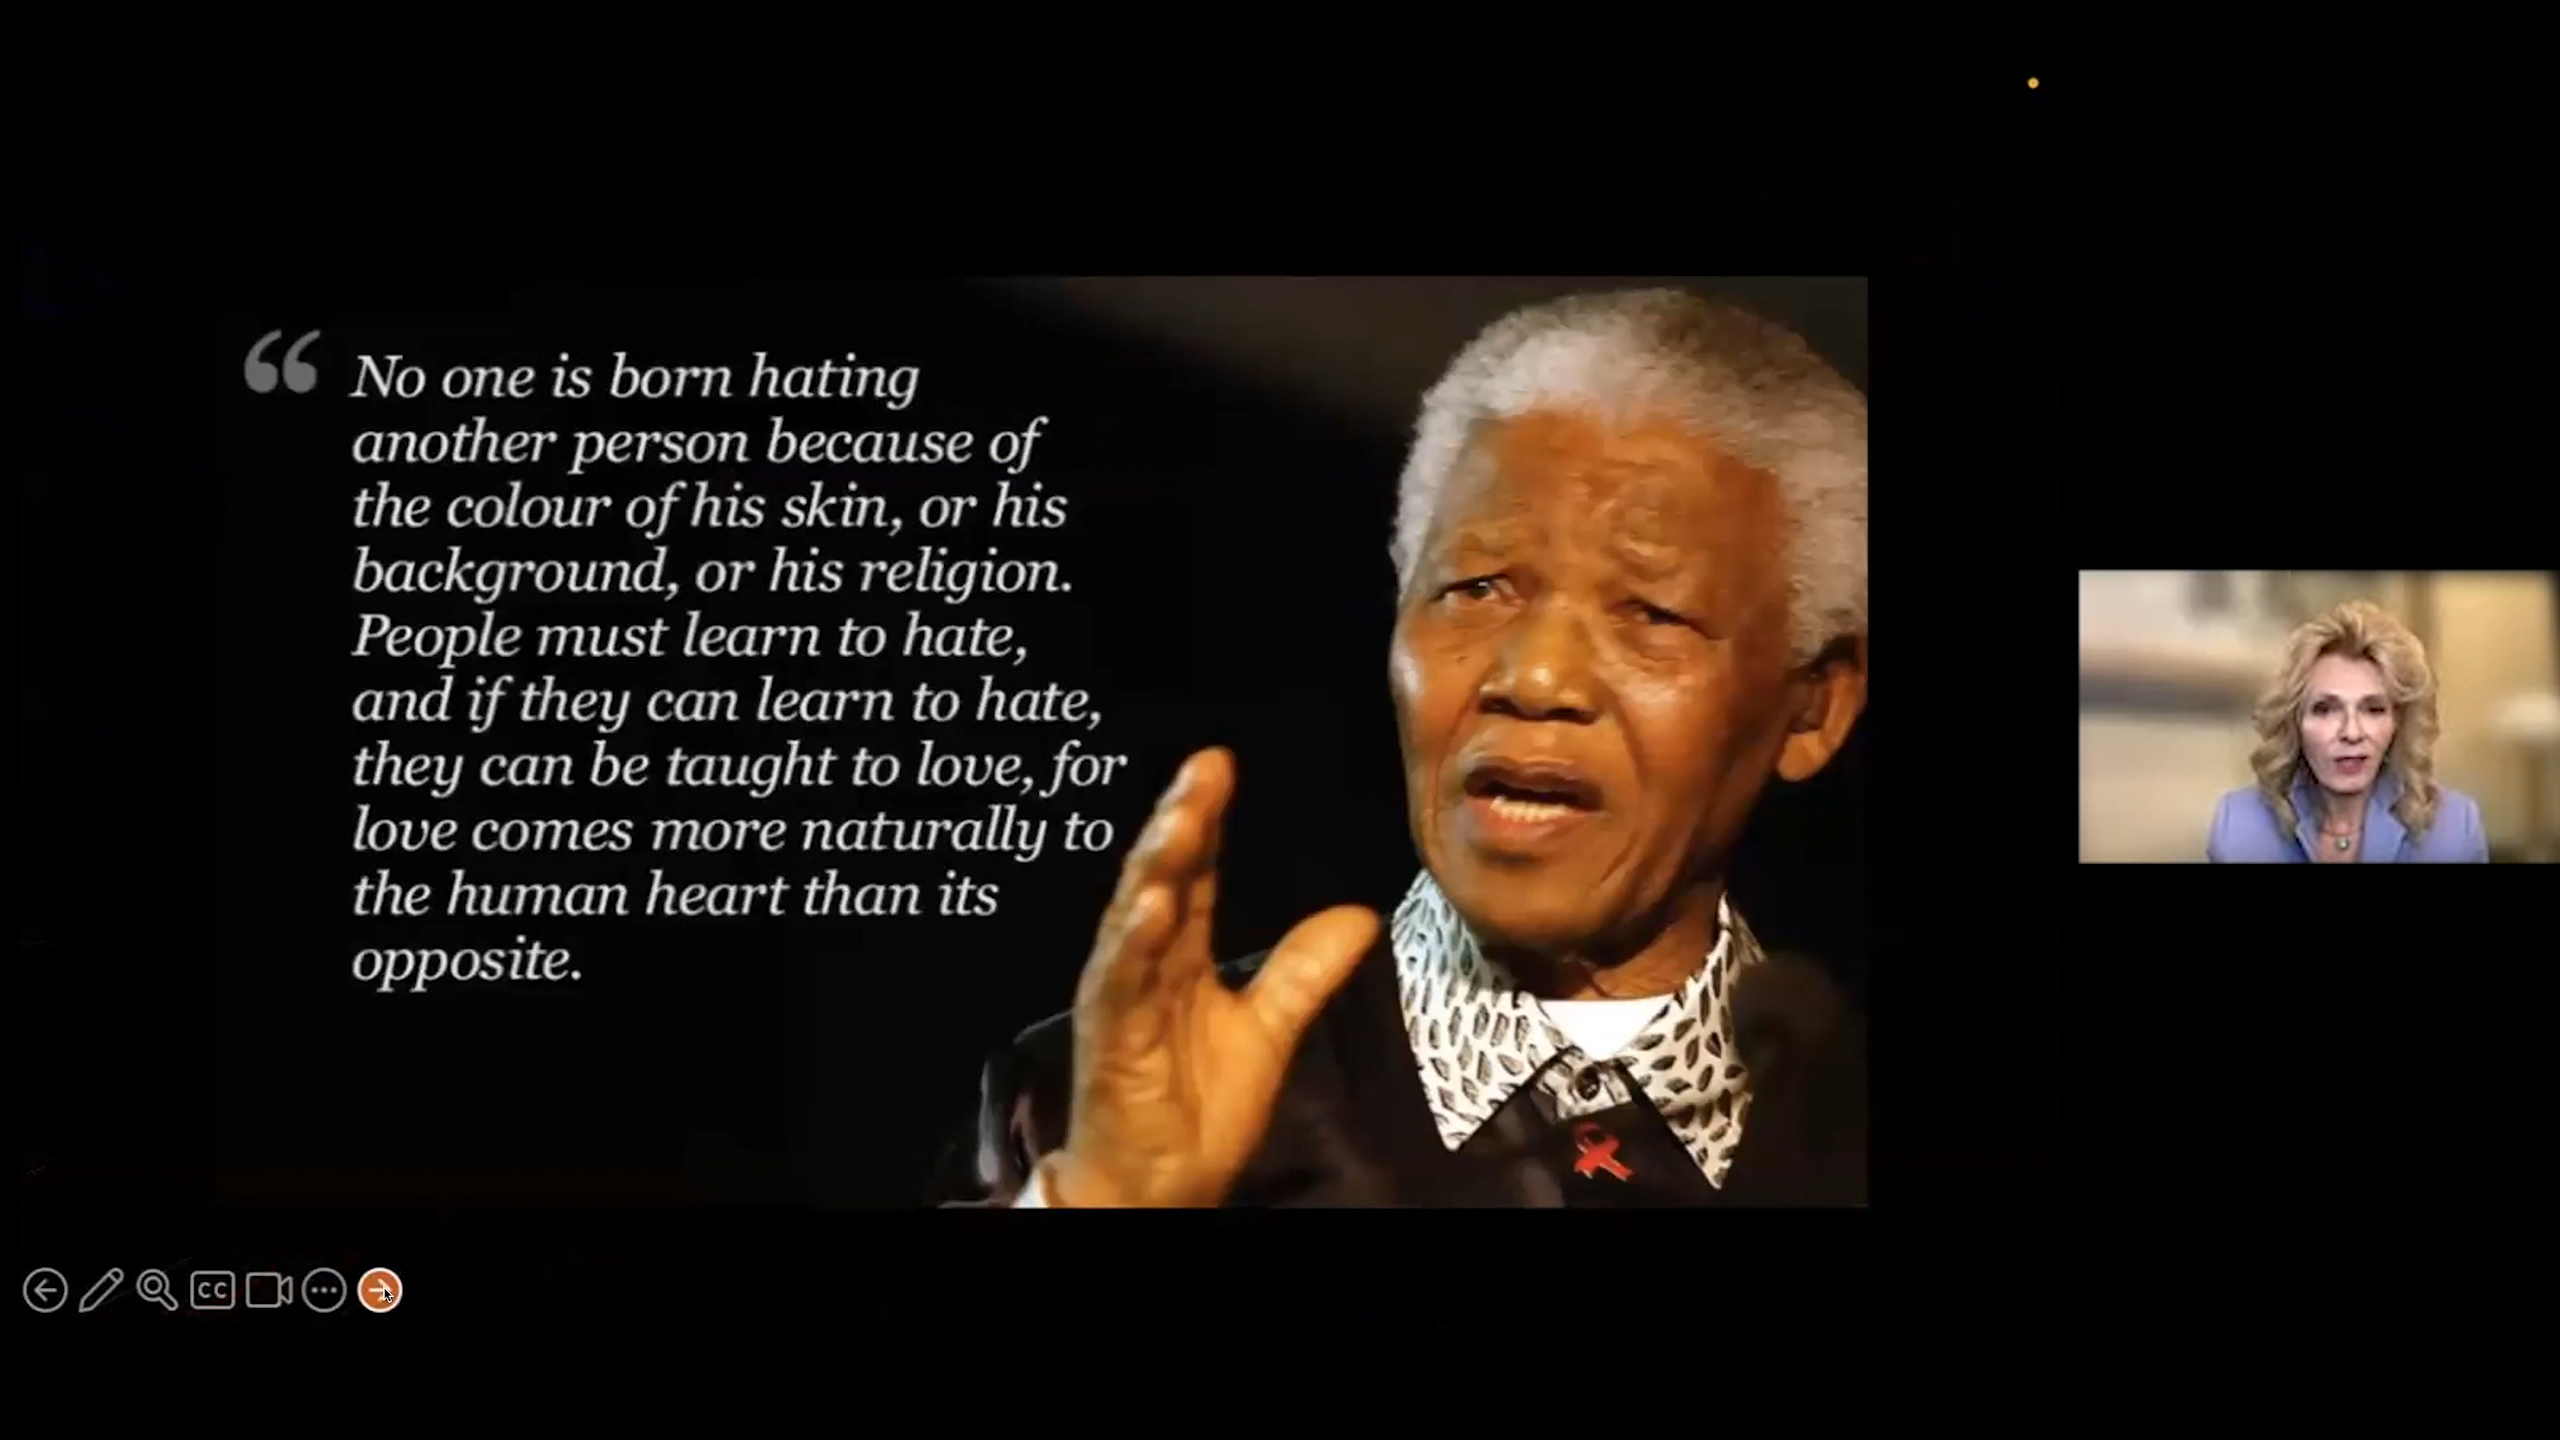 “ No one is born hating
another person because of
the colour of his skin, or his
background, or his religion.
People must learn to hate,
and if they can learn to hate,
they can be taught to love, for
love comes more naturally to
the human heart than its
opposite.
CC